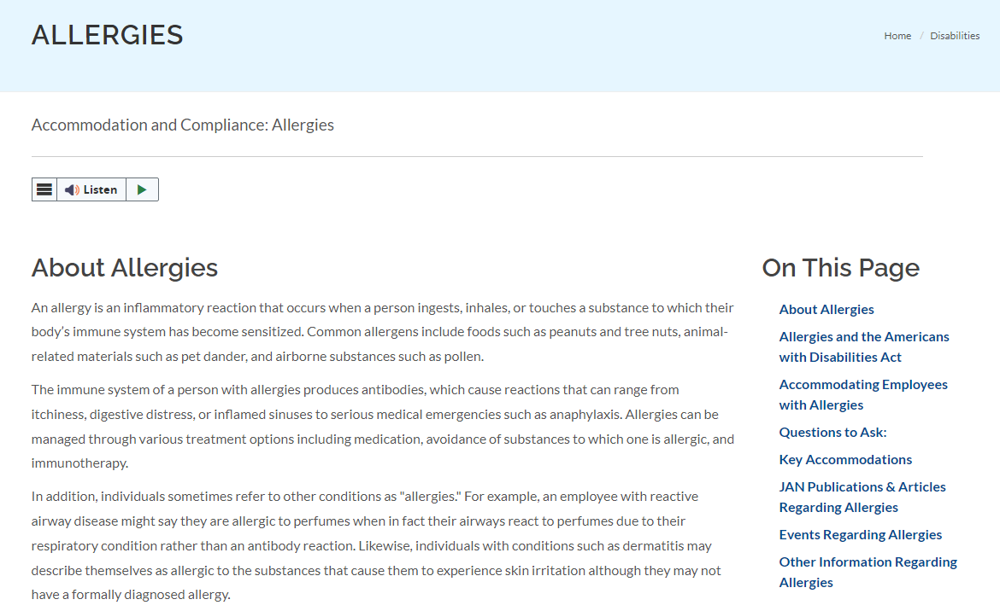 ALLERGIES
Home / Disabilities
Accommodation and Compliance: Allergies
Listen
About Allergies
An allergy is an inflammatory reaction that occurs when a person ingests, inhales, or touches a substance to which their
body’s immune system has become sensitized. Common allergens include foods such as peanuts and tree nuts, animal-
related materials such as pet dander, and airborne substances such as pollen.
The immune system of a person with allergies produces antibodies, which cause reactions that can range from
itchiness, digestive distress, or inflamed sinuses to serious medical emergencies such as anaphylaxis. Allergies can be
managed through various treatment options including medication, avoidance of substances to which one is allergic, and
immunotherapy.
In addition, individuals sometimes refer to other conditions as "allergies." For example, an employee with reactive
airway disease might say they are allergic to perfumes when in fact their airways react to perfumes due to their
respiratory condition rather than an antibody reaction. Likewise, individuals with conditions such as dermatitis may
describe themselves as allergic to the substances that cause them to experience skin irritation although they may not
have a formally diagnosed allergy.
On This Page
About Allergies
Allergies and the Americans
with Disabilities Act
Accommodating Employees
with Allergies
Questions to Ask:
Key Accommodations
JAN Publications & Articles
Regarding Allergies
Events Regarding Allergies
Other Information Regarding
Allergies